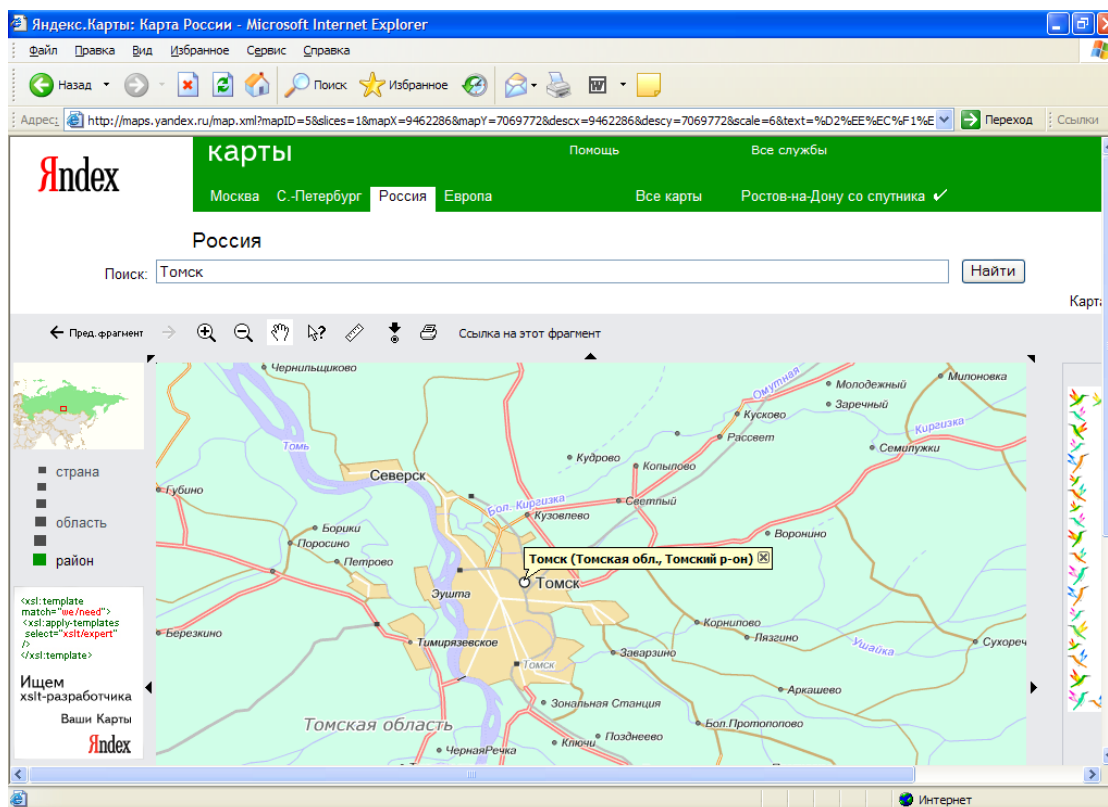 Яндекс.Карты: Карта России - Microsoft Internet Explorer
Файл Правка Вид Избранное Сервис Справка
Назад Поиск Избранное
Адрес: http://maps.yandex.ru/map.xml?mapID=5&slices=1&mapX=9462286&mapY=7069772&descx=9462286&descy=7069772&scale=6&text=%D2%EE%EC%F1%E Переход Ссылки
Яndex
карты Помощь Все службы
Москва С.-Петербург Россия Европа Все карты Ростов-на-Дону со спутника
Россия
Поиск: Томск Найти
Карта
Пред.фрагмент Ссылка на этот фрагмент
страна
область
район
<xsl:template
match="we/need">
<xsl:apply-templates
select="xslt/expert"
/>
</xsl:template>
Ищем
xslt-разработчика
Ваши Карты
Яndex
Чернильщиково
Омутная
Милоновка
Молодежный
Заречный
Кусково
Киргизка
Рассвет
Томь
Семилужки
Кудрово
Копылово
Северск
Губино
Светлый
Бол. Киргизка
Кузовлево
Борики
Воронино
Поросино
Петрово
Томск (Томская обл., Томский р-он)
Томск
Эушта
Корнилово
Березкино
Лязгино
Тимирязевское
Ушайка
Сухореч
Заварзино
Томск
Аркашево
Зональная Станция
Томская область
Бол.Протопопово
Позднеево
Ключи
ЧернаяРечка
Интернет